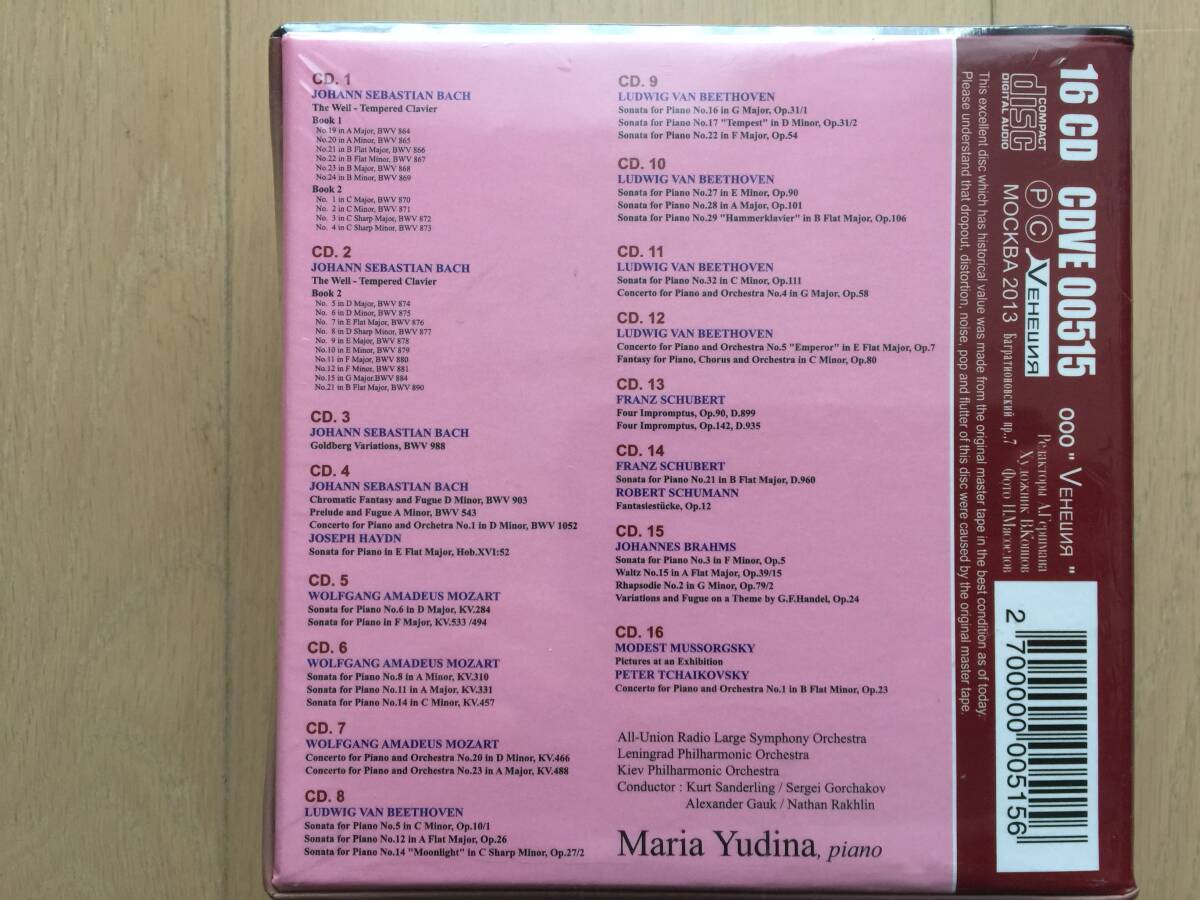 CD. 1
JOHANN SEBASTIAN BACH
The Weil - Tempered Clavier
Book 1
No.19 in A Major, BWV 864
No.20 in A Minor, BWV 865
No.21 in B Flat Major, BWV 866
No.22 in B Flat Minor, BWV 867
No.23 in B Major, BWV 868
No.24 in B Minor, BWV 869
Book 2
No. 1 in C Major, BWV 870
No. 2 in C Minor, BWV 871
No. 3 in C Sharp Major, BWV 872
No. 4 in C Sharp Minor, BWV 873
CD. 2
JOHANN SEBASTIAN BACH
The Well - Tempered Clavier
Book 2
No. 5 in D Major, BWV 874
No. 6 in D Minor, BWV 875
No. 7 in E Flat Major, BWV 876
No. 8 in D Sharp Minor, BWV 877
No. 9 in E Major, BWV 878
No.10 in E Minor, BWV 879
No.11 in F Major, BWV 880
No.12 in F Minor, BWV 881
No.15 in G Major.BWV 884
No.21 in B Flat Major, BWV 890
CD. 3
JOHANN SEBASTIAN BACH
Goldberg Variations, BWV 988
CD. 4
JOHANN SEBASTIAN BACH
Chromatic Fantasy and Fugue D Minor, BWV 903
Prelude and Fugue A Minor, BWV 543
Concerto for Piano and Orchetra No.1 in D Minor, BWV 1052
JOSEPH HAYDN
Sonata for Piano in E Flat Major, Hob.XVI:52
CD. 5
WOLFGANG AMADEUS MOZART
Sonata for Piano No.6 in D Major, KV.284
Sonata for Piano in F Major, KV.533 /494
CD. 6
WOLFGANG AMADEUS MOZART
Sonata for Piano No.8 in A Minor, KV.310
Sonata for Piano No.11 in A Major, KV.331
Sonata for Piano No.14 in C Minor, KV.457
CD. 7
WOLFGANG AMADEUS MOZART
Concerto for Piano and Orchestra No.20 in D Minor, KV.466
Concerto for Piano and Orchestra No.23 in A Major, KV.488
CD. 8
LUDWIG VAN BEETHOVEN
Sonata for Piano No.5 in C Minor, Op.10/1
Sonata for Piano No.12 in A Flat Major, Op.26
Sonata for Piano No.14 "Moonlight" in C Sharp Minor, Op.27/2
CD. 9
LUDWIG VAN BEETHOVEN
Sonata for Piano No.16 in G Major, Op.31/1
Sonata for Piano No.17 "Tempest" in D Minor, Op.31/2
Sonata for Piano No.22 in F Major, Op.54
CD. 10
LUDWIG VAN BEETHOVEN
Sonata for Piano No.27 in E Minor, Op.90
Sonata for Piano No.28 in A Major, Op.101
Sonata for Piano No.29 "Hammerklavier" in B Flat Major, Op.106
CD. 11
LUDWIG VAN BEETHOVEN
Sonata for Piano No.32 in C Minor, Op.111
Concerto for Piano and Orchestra No.4 in G Major, Op.58
CD. 12
LUDWIG VAN BEETHOVEN
Concerto for Piano and Orchestra No.5 "Emperor" in E Flat Major, Op.7
Fantasy for Piano, Chorus and Orchestra in C Minor, Op.80
CD. 13
FRANZ SCHUBERT
Four Impromptus, Op.90, D.899
Four Impromptus, Op.142, D.935
CD. 14
FRANZ SCHUBERT
Sonata for Piano No.21 in B Flat Major, D.960
ROBERT SCHUMANN
Fantasiestücke, Op.12
CD. 15
JOHANNES BRAHMS
Sonata for Piano No.3 in F Minor, Op.5
Waltz No.15 in A Flat Major, Op.39/15
Rhapsodie No.2 in G Minor, Op.79/2
Variations and Fugue on a Theme by G.F.Handel, Op.24
CD. 16
MODEST MUSSORGSKY
Pictures at an Exhibition
PETER TCHAIKOVSKY
Concerto for Piano and Orchestra No.1 in B Flat Minor, Op.23
All-Union Radio Large Symphony Orchestra
Leningrad Philharmonic Orchestra
Kiev Philharmonic Orchestra
Conductor : Kurt Sanderling / Sergei Gorchakov
Alexander Gauk / Nathan Rakhlin
Maria Yudina, piano
16 CD CDVE 00515
COMPACT
disc
DIGITAL AUDIO
P C Vенеция
МОСКВА 2013 Багратионовский пр.,7
ООО " Vенеция "
Редакторы
Художник
Фото
This excellent disc which has historical value was made from the original master tape in the best condition as of today.
Please understand that dropout, distortion, noise, pop and flutter of this disc were caused by the original master tape.
2 700000 005156